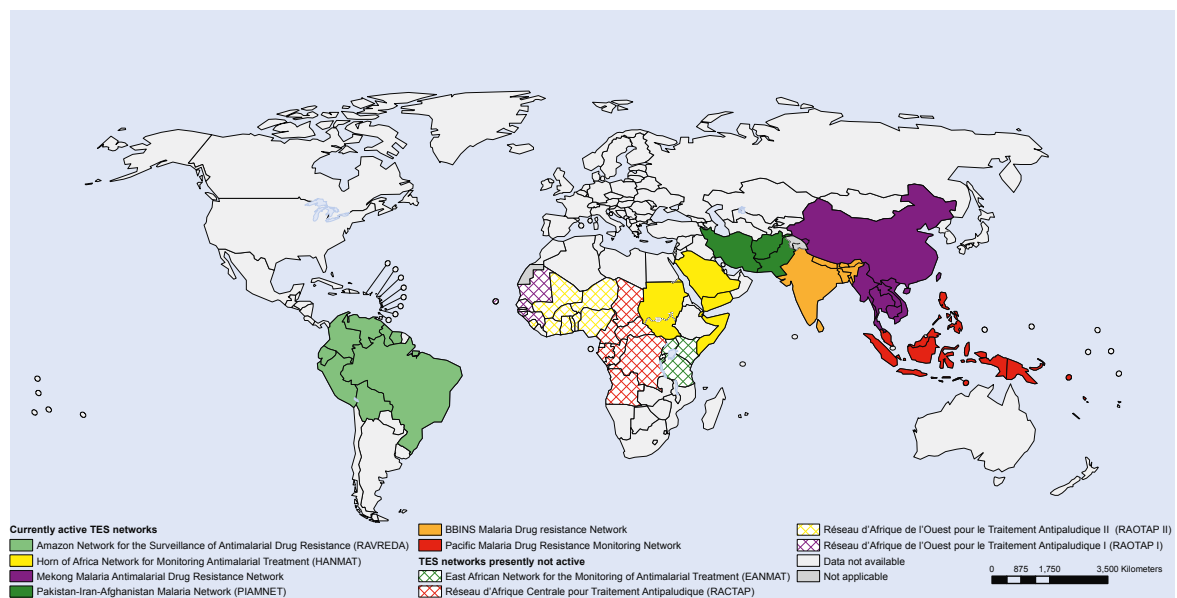 Currently active TES networks
Amazon Network for the Surveillance of Antimalarial Drug Resistance (RAVREDA)
Horn of Africa Network for Monitoring Antimalarial Treatment (HANMAT)
Mekong Malaria Antimalarial Drug Resistance Network
Pakistan-Iran-Afghanistan Malaria Network (PIAMNET)
BBINS Malaria Drug resistance Network
Pacific Malaria Drug Resistance Monitoring Network
TES networks presently not active
East African Network for the Monitoring of Antimalarial Treatment (EANMAT)
Réseau d'Afrique Centrale pour Traitement Antipaludique (RACTAP)
Réseau d'Afrique de l'Ouest pour le Traitement Antipaludique II (RAOTAP II)
Réseau d'Afrique de l'Ouest pour le Traitement Antipaludique I (RAOTAP I)
Data not available
Not applicable
0 875 1,750 3,500 Kilometers